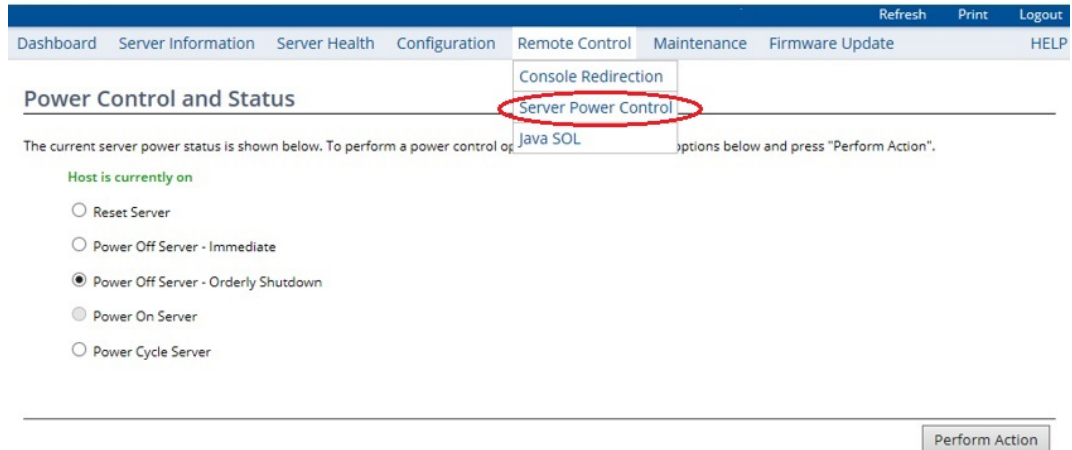 Refresh Print Logout
Dashboard Server Information Server Health Configuration Remote Control Maintenance Firmware Update HELP
Console Redirection
Power Control and Status
Server Power Control
Java SOL
The current server power status is shown below. To perform a power control op options below and press "Perform Action".
Host is currently on
Reset Server
Power Off Server - Immediate
Power Off Server - Orderly Shutdown
Power On Server
Power Cycle Server
Perform Action